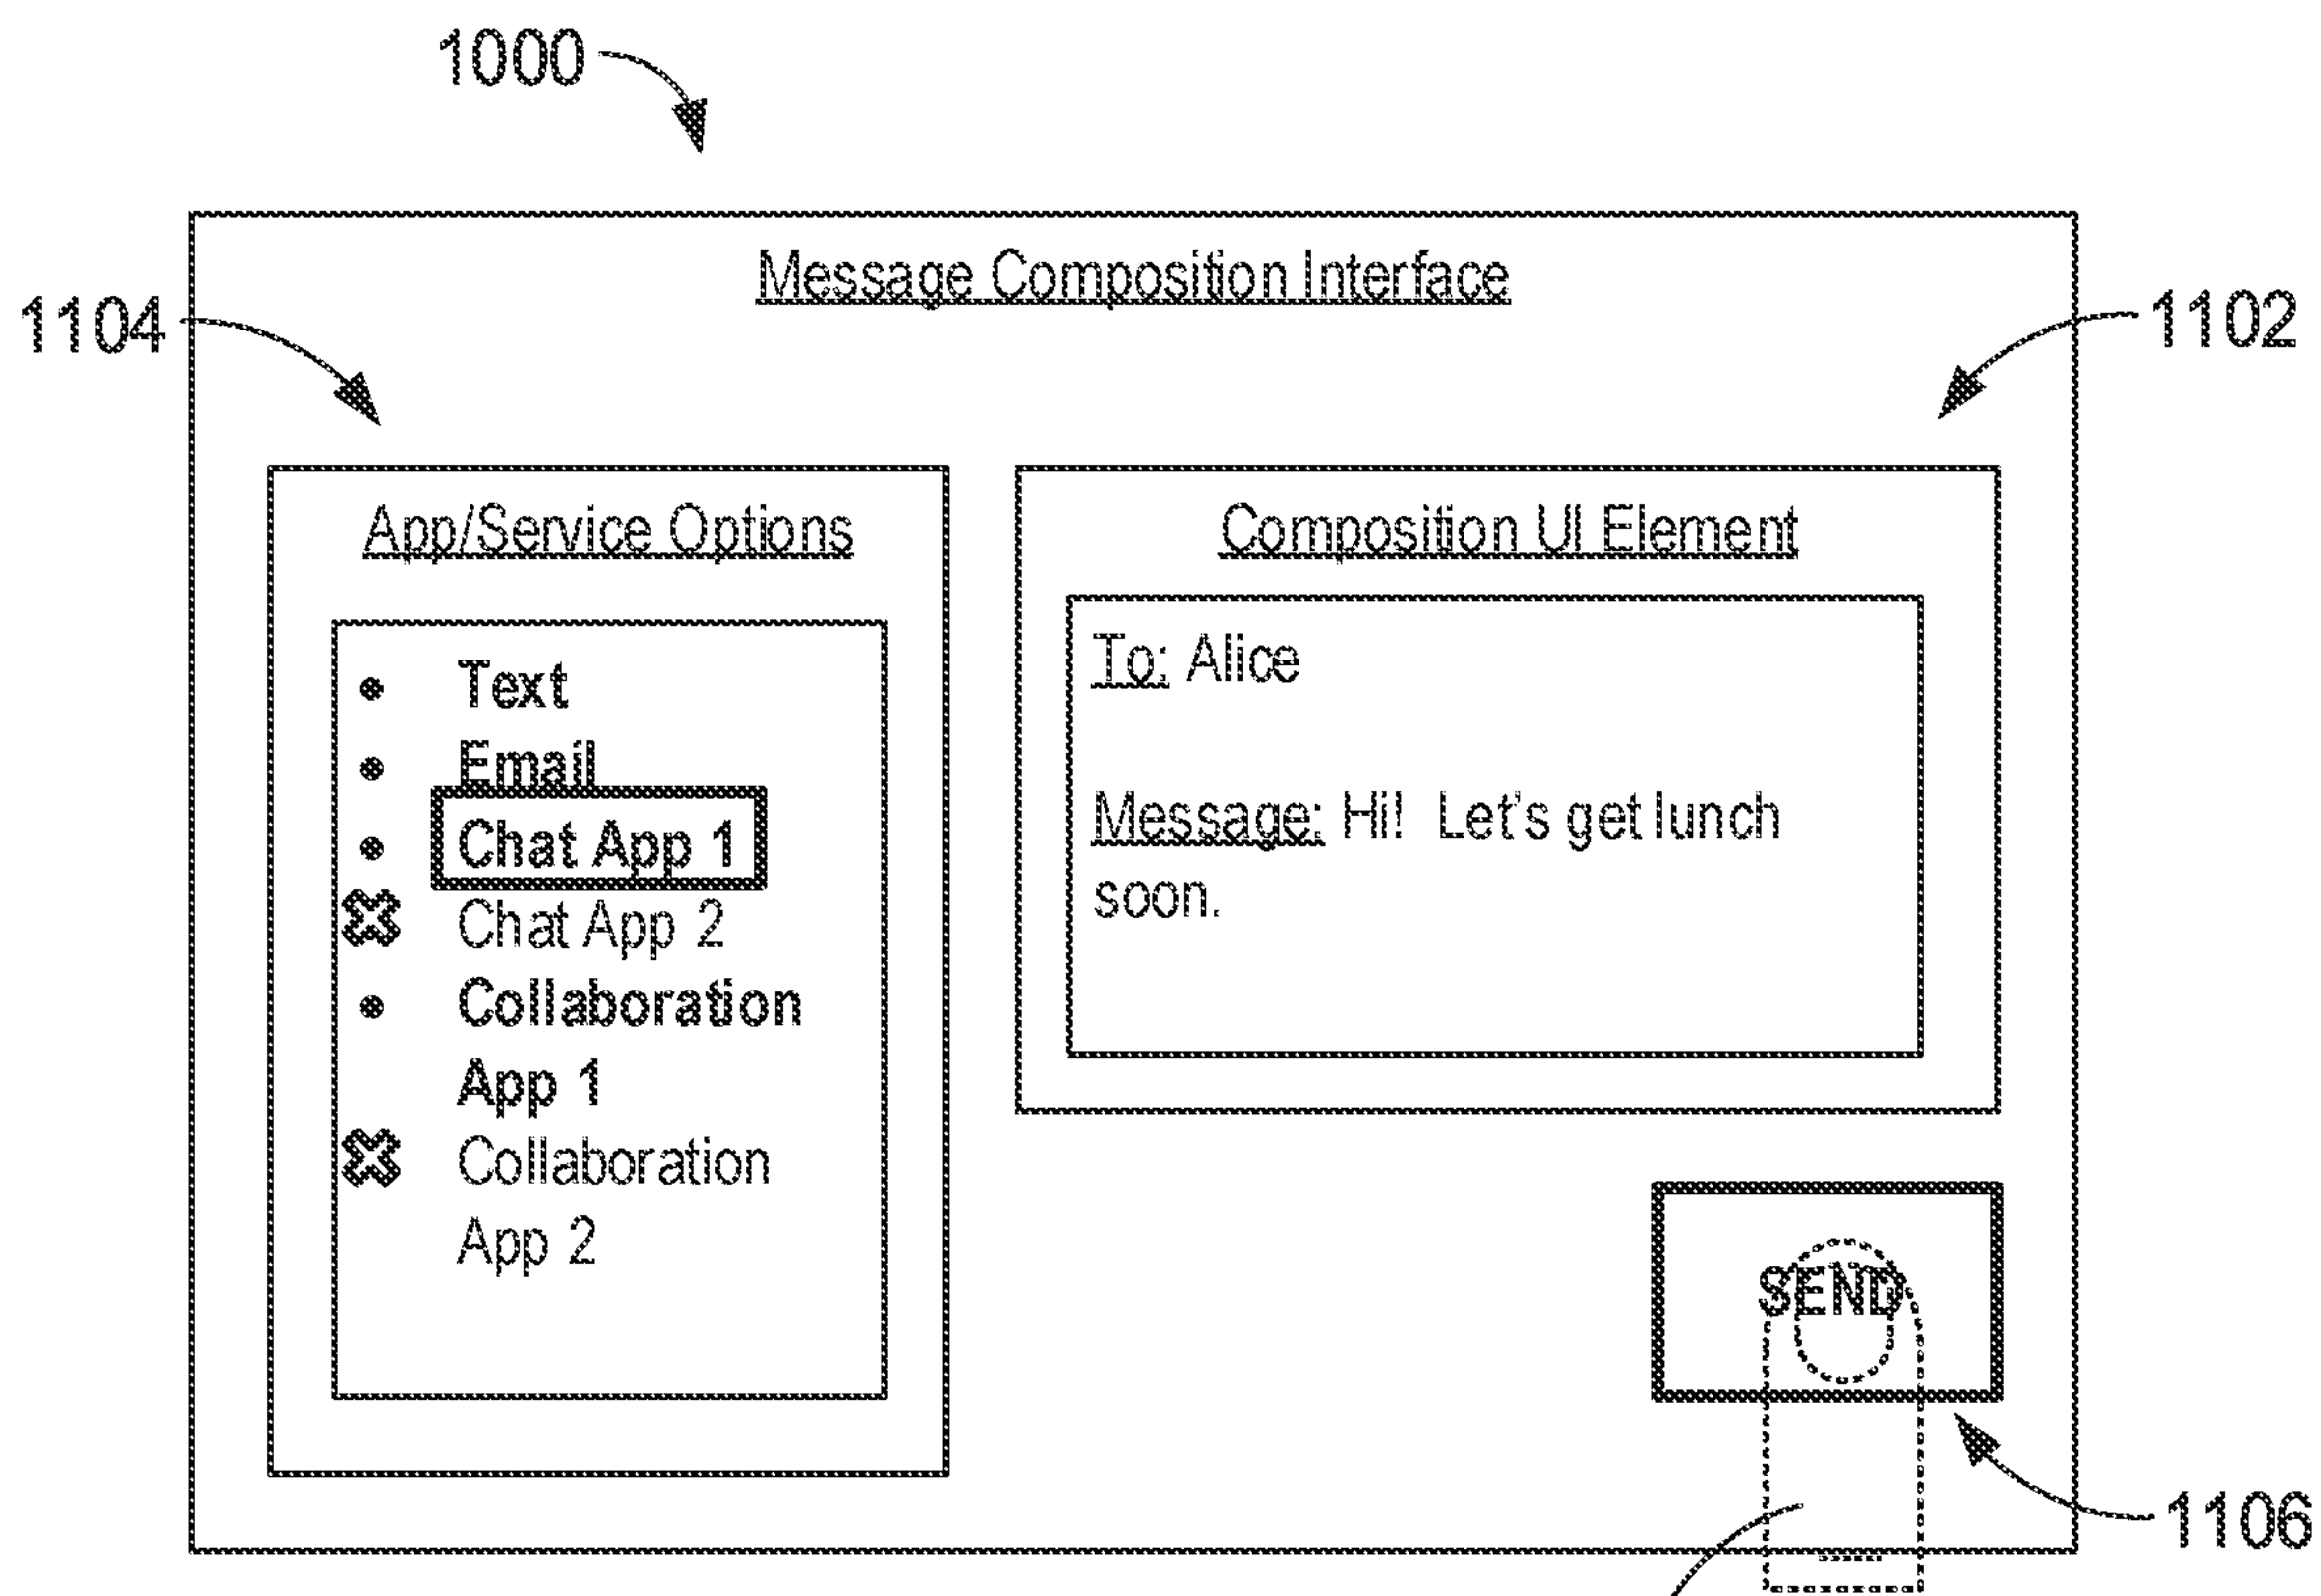 1000
Message Composition Interface
1104
1102
App/Service Options
• Text
• Email
• Chat App 1
Chat App 2
• Collaboration
App 1
Collaboration
App 2
Composition UI Element
To: Alice
Message: Hi! Let's get lunch
soon.
SEND
1106